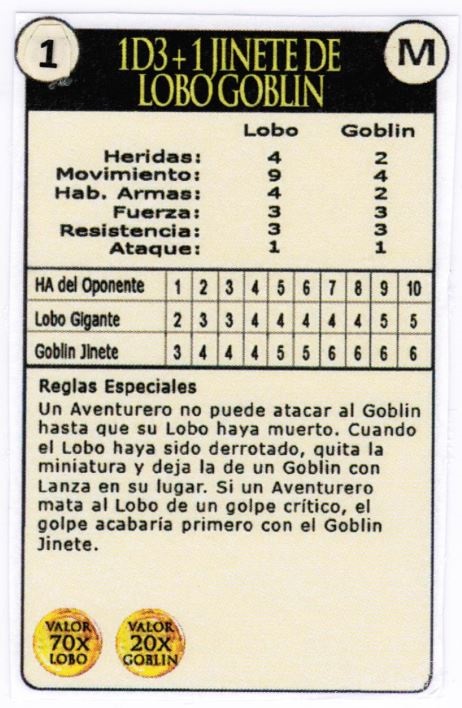 1
M
1D3+1 JINETE DE
LOBO GOBLIN
Lobo Goblin
Heridas: 4 2
Movimiento: 9 4
Hab. Armas: 4 2
Fuerza: 3 3
Resistencia: 3 3
Ataque: 1 1
HA del Oponente 1 2 3 4 5 6 7 8 9 10
Lobo Gigante 2 3 3 4 4 4 4 4 5 5
Goblin Jinete 3 4 4 4 5 5 6 6 6 6
Reglas Especiales
Un Aventurero no puede atacar al Goblin
hasta que su Lobo haya muerto. Cuando
el Lobo haya sido derrotado, quita la
miniatura y deja la de un Goblin con
Lanza en su lugar. Si un Aventurero
mata al Lobo de un golpe crítico, el
golpe acabaría primero con el Goblin
Jinete.
VALOR
70X
LOBO
VALOR
20X
GOBLIN